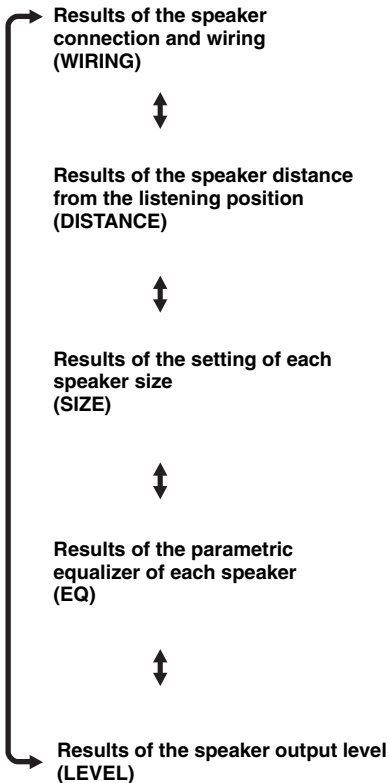 Results of the speaker
connection and wiring
(WIRING)
Results of the speaker distance
from the listening position
(DISTANCE)
Results of the setting of each
speaker size
(SIZE)
Results of the parametric
equalizer of each speaker
(EQ)
Results of the speaker output level
(LEVEL)